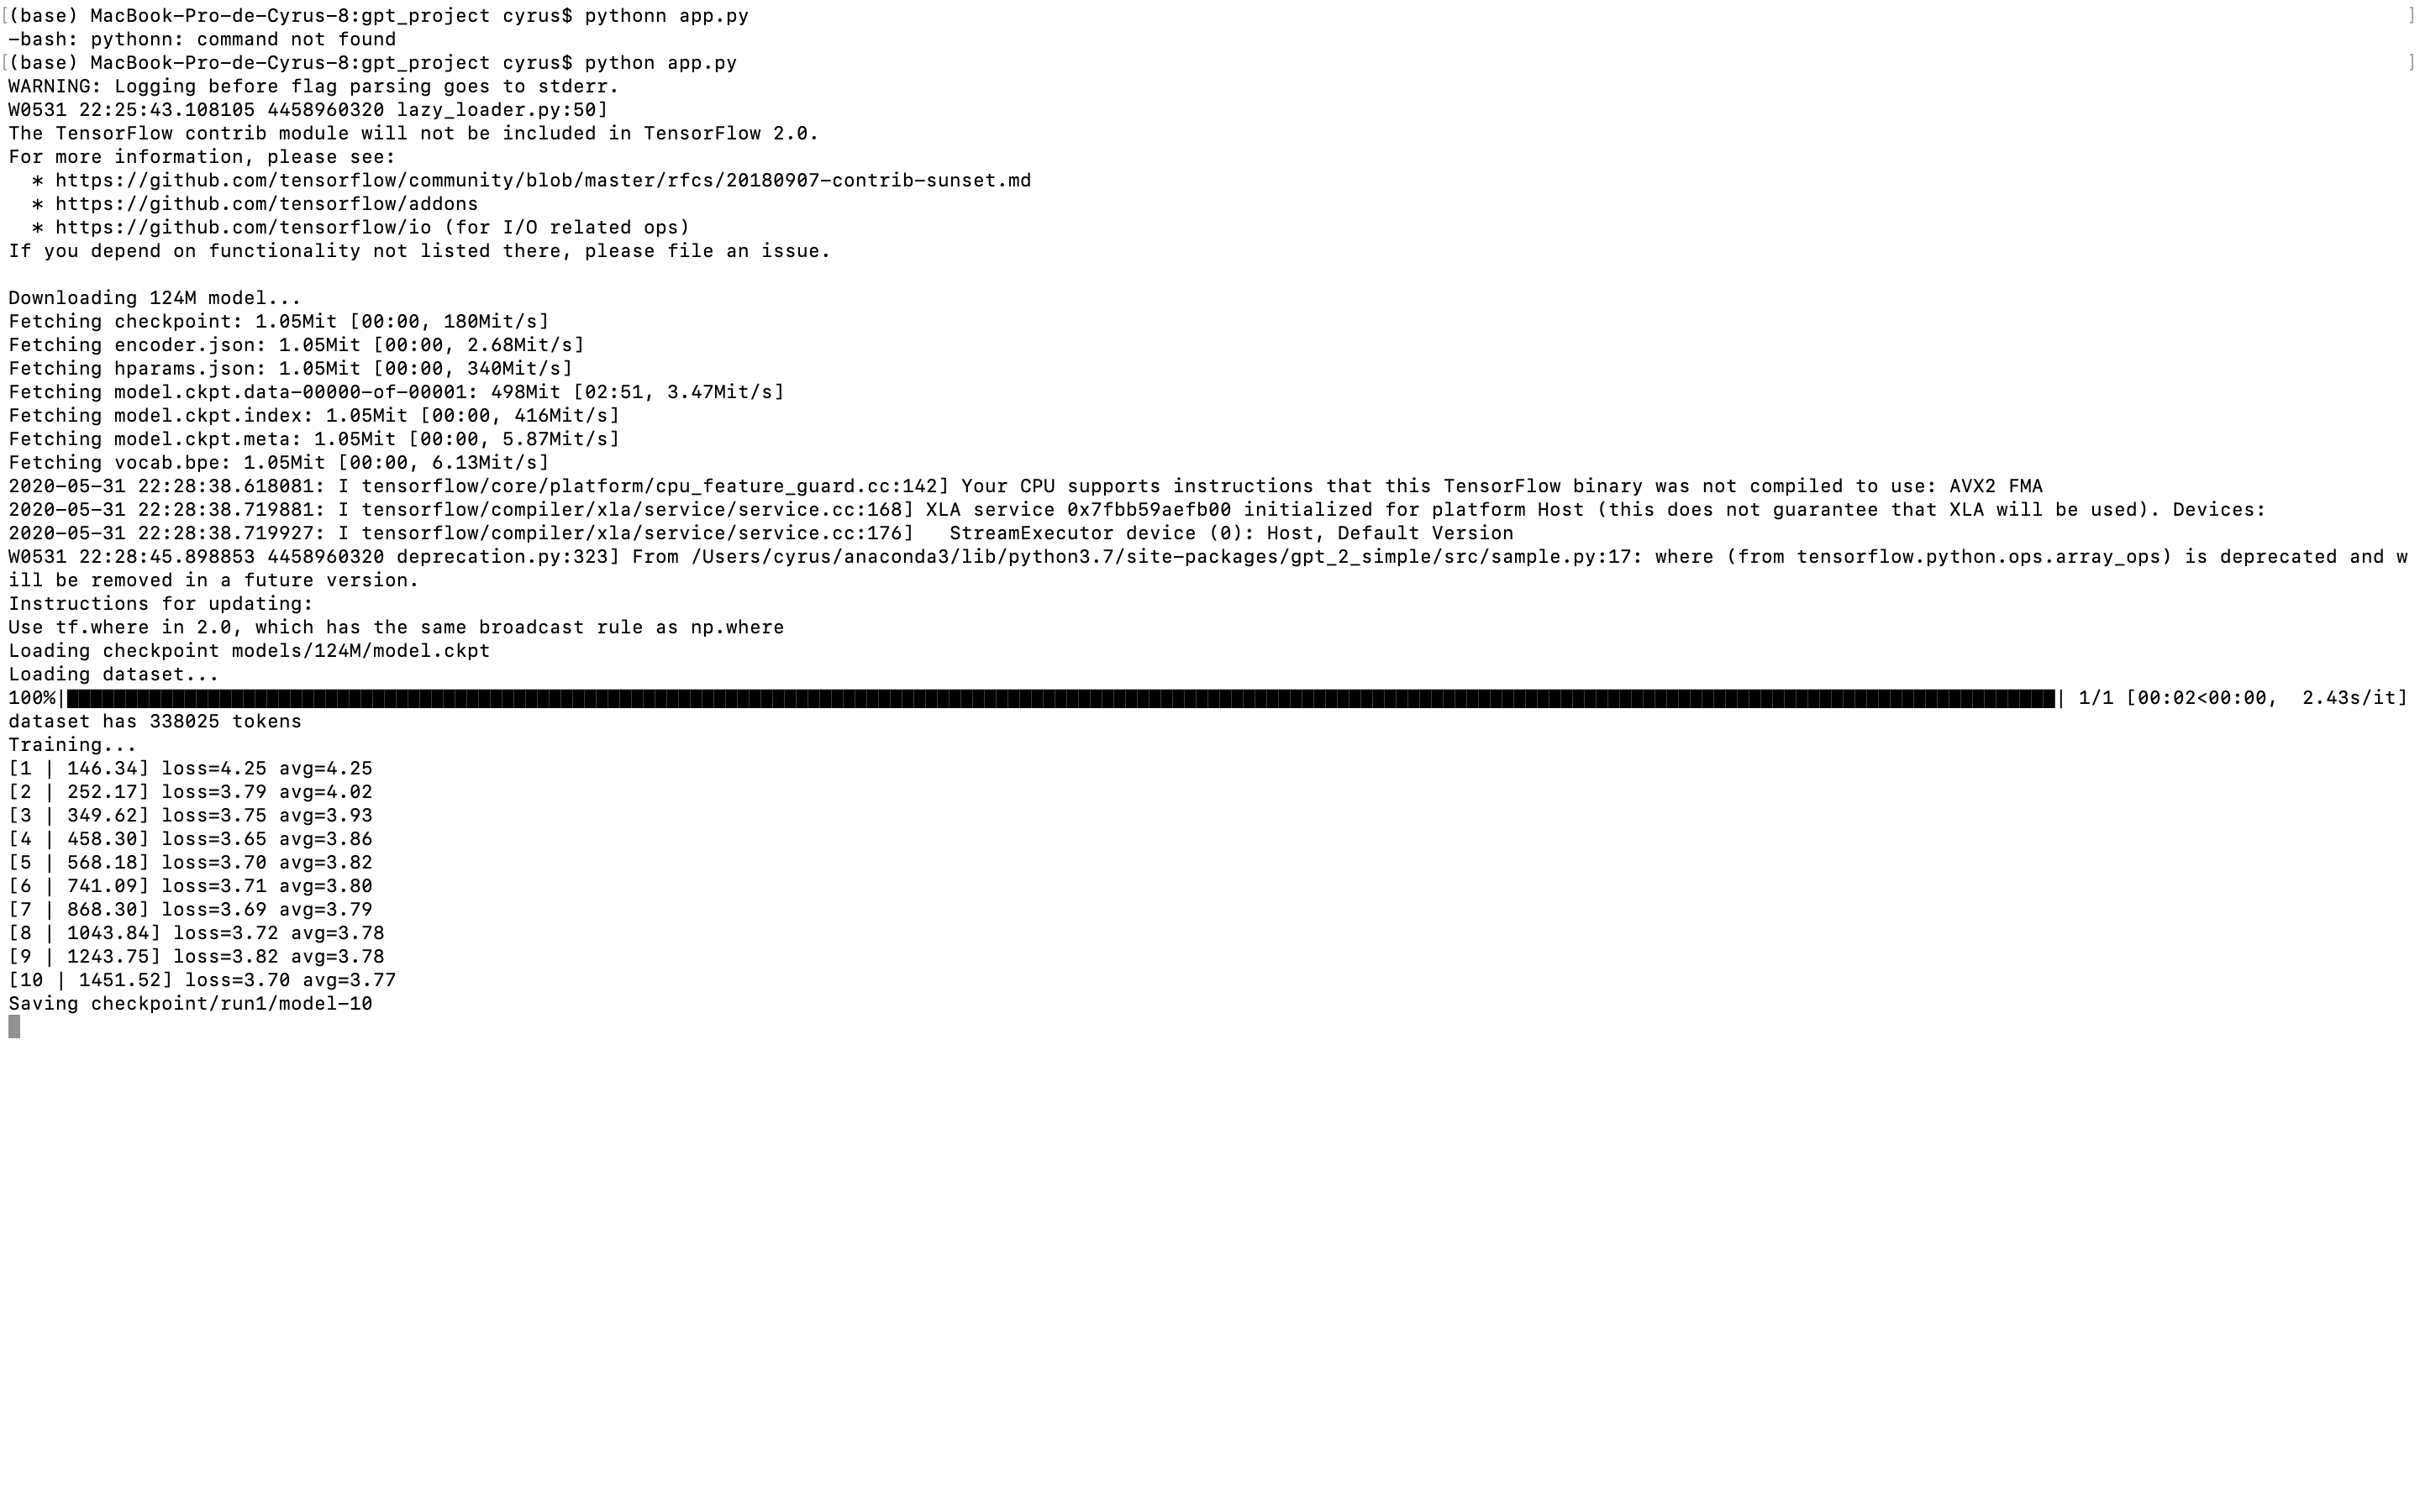 [(base) MacBook-Pro-de-Cyrus-8:gpt_project cyrus$ pythonn app.py ]
-bash: pythonn: command not found
[(base) MacBook-Pro-de-Cyrus-8:gpt_project cyrus$ python app.py ]
WARNING: Logging before flag parsing goes to stderr.
W0531 22:25:43.108105 4458960320 lazy_loader.py:50]
The TensorFlow contrib module will not be included in TensorFlow 2.0.
For more information, please see:
  * https://github.com/tensorflow/community/blob/master/rfcs/20180907-contrib-sunset.md
  * https://github.com/tensorflow/addons
  * https://github.com/tensorflow/io (for I/O related ops)
If you depend on functionality not listed there, please file an issue.

Downloading 124M model...
Fetching checkpoint: 1.05Mit [00:00, 180Mit/s]
Fetching encoder.json: 1.05Mit [00:00, 2.68Mit/s]
Fetching hparams.json: 1.05Mit [00:00, 340Mit/s]
Fetching model.ckpt.data-00000-of-00001: 498Mit [02:51, 3.47Mit/s]
Fetching model.ckpt.index: 1.05Mit [00:00, 416Mit/s]
Fetching model.ckpt.meta: 1.05Mit [00:00, 5.87Mit/s]
Fetching vocab.bpe: 1.05Mit [00:00, 6.13Mit/s]
2020-05-31 22:28:38.618081: I tensorflow/core/platform/cpu_feature_guard.cc:142] Your CPU supports instructions that this TensorFlow binary was not compiled to use: AVX2 FMA
2020-05-31 22:28:38.719881: I tensorflow/compiler/xla/service/service.cc:168] XLA service 0x7fbb59aefb00 initialized for platform Host (this does not guarantee that XLA will be used). Devices:
2020-05-31 22:28:38.719927: I tensorflow/compiler/xla/service/service.cc:176]   StreamExecutor device (0): Host, Default Version
W0531 22:28:45.898853 4458960320 deprecation.py:323] From /Users/cyrus/anaconda3/lib/python3.7/site-packages/gpt_2_simple/src/sample.py:17: where (from tensorflow.python.ops.array_ops) is deprecated and w
ill be removed in a future version.
Instructions for updating:
Use tf.where in 2.0, which has the same broadcast rule as np.where
Loading checkpoint models/124M/model.ckpt
Loading dataset...
100%|| 1/1 [00:02<00:00,  2.43s/it]
dataset has 338025 tokens
Training...
[1 | 146.34] loss=4.25 avg=4.25
[2 | 252.17] loss=3.79 avg=4.02
[3 | 349.62] loss=3.75 avg=3.93
[4 | 458.30] loss=3.65 avg=3.86
[5 | 568.18] loss=3.70 avg=3.82
[6 | 741.09] loss=3.71 avg=3.80
[7 | 868.30] loss=3.69 avg=3.79
[8 | 1043.84] loss=3.72 avg=3.78
[9 | 1243.75] loss=3.82 avg=3.78
[10 | 1451.52] loss=3.70 avg=3.77
Saving checkpoint/run1/model-10